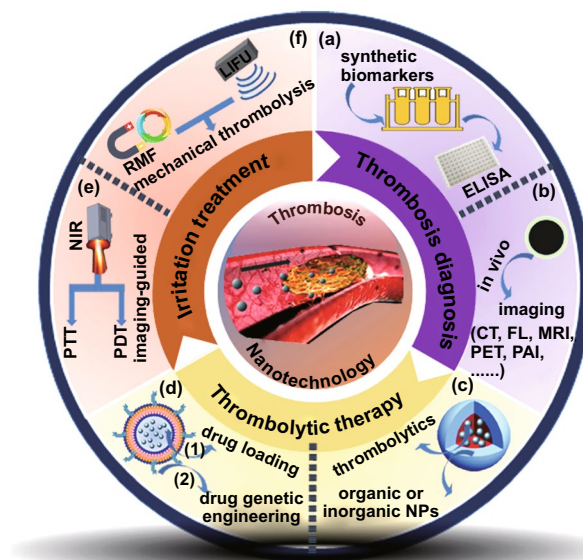 (a)
synthetic
biomarkers
ELISA
(b)
in vivo
imaging
(CT, FL, MRI,
PET, PAI,
......)
(c)
thrombolytics
organic or
inorganic NPs
(d)
(1)
drug loading
(2)
drug genetic
engineering
(e)
NIR
PTT
PDT
imaging-guided
(f)
LIFU
RMF
mechanical thrombolysis
Thrombosis diagnosis
Thrombolytic therapy
Irritation treatment
Thrombosis
Nanotechnology